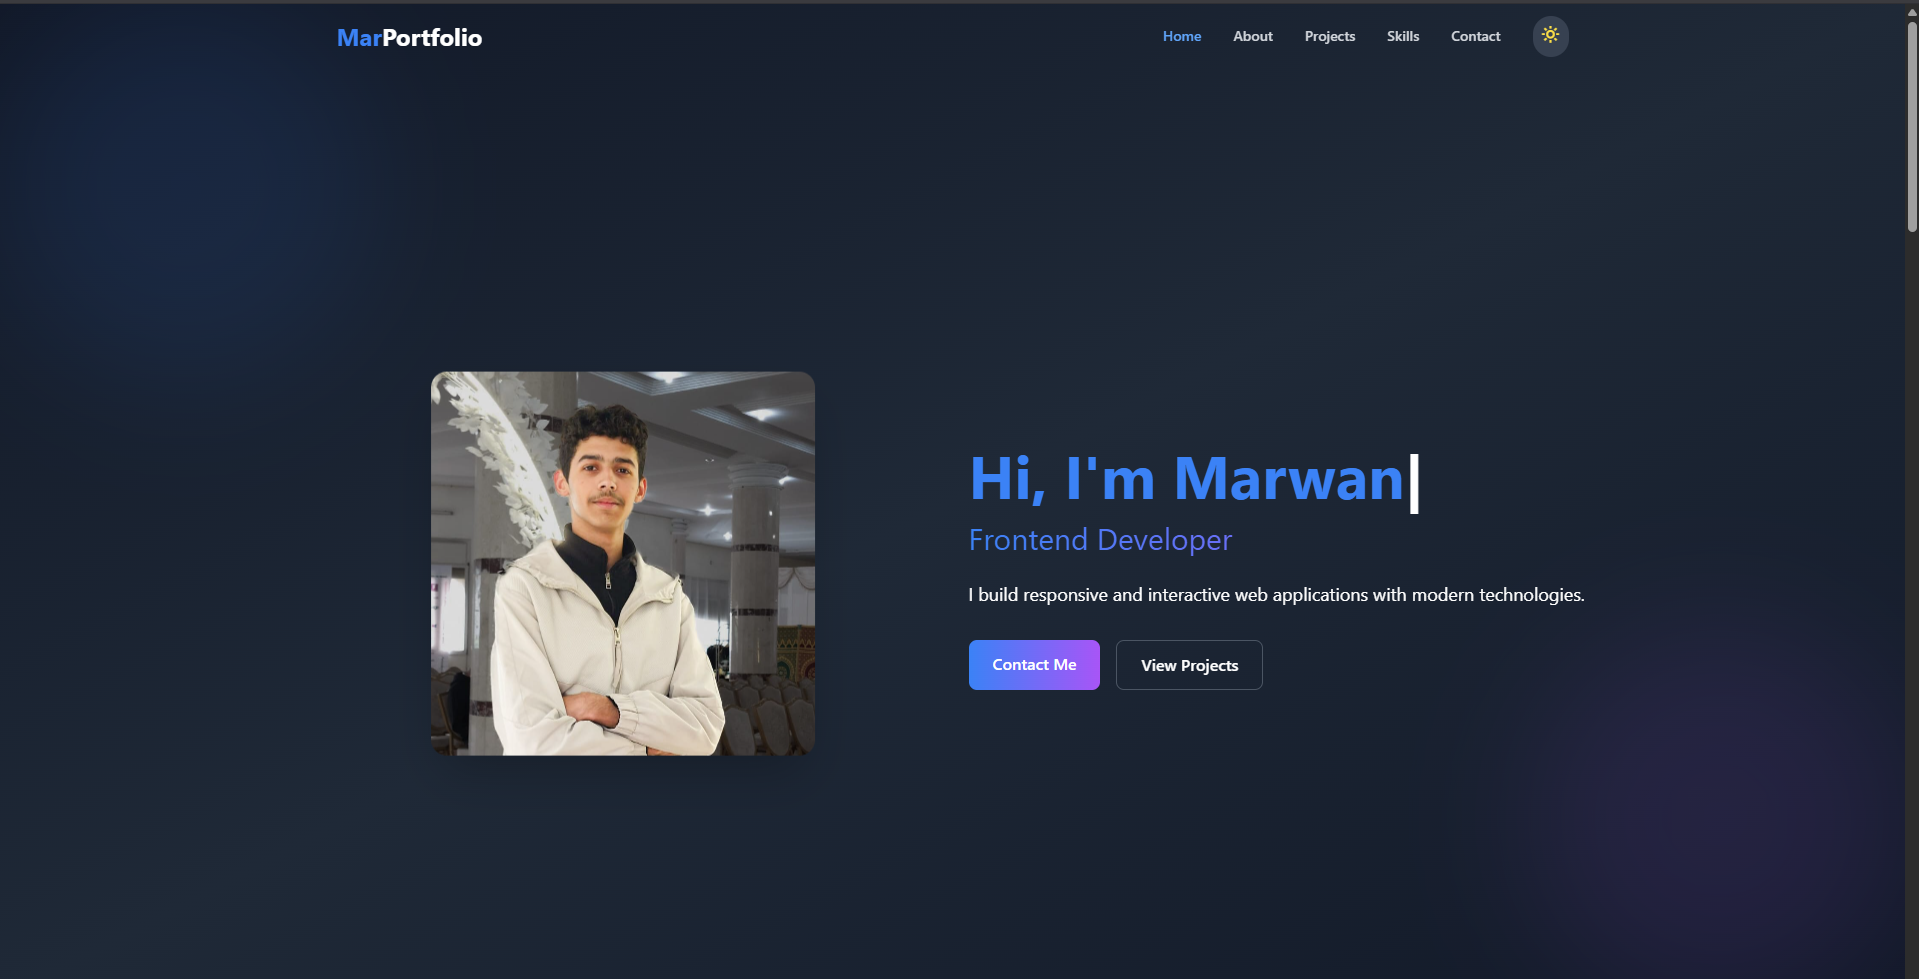 MarPortfolio
Home About Projects Skills Contact
Hi, I'm Marwan|
Frontend Developer
I build responsive and interactive web applications with modern technologies.
Contact Me View Projects